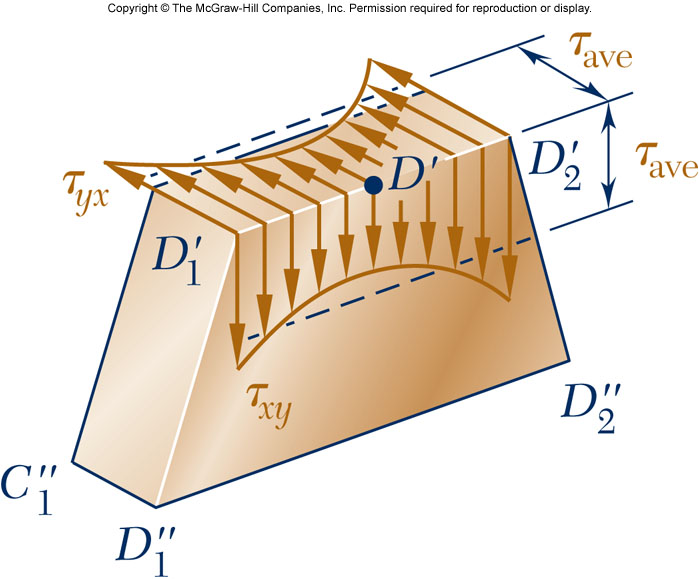 Copyright © The McGraw-Hill Companies, Inc. Permission required for reproduction or display.
τave
τyx
D′
D′2
τave
D′1
τxy
D″2
C″1
D″1